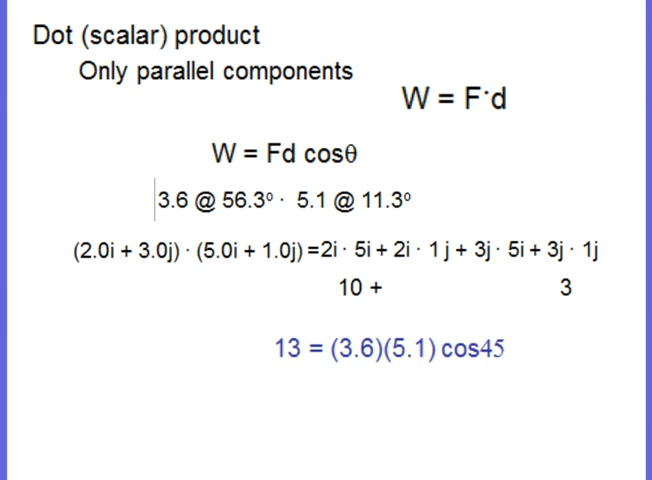 Dot (scalar) product
Only parallel components
W = F·d
W = Fd cosθ
3.6 @ 56.3º · 5.1 @ 11.3º
(2.0i + 3.0j) · (5.0i + 1.0j) =2i · 5i + 2i · 1 j + 3j · 5i + 3j · 1j
10 + 3
13 = (3.6)(5.1) cos45